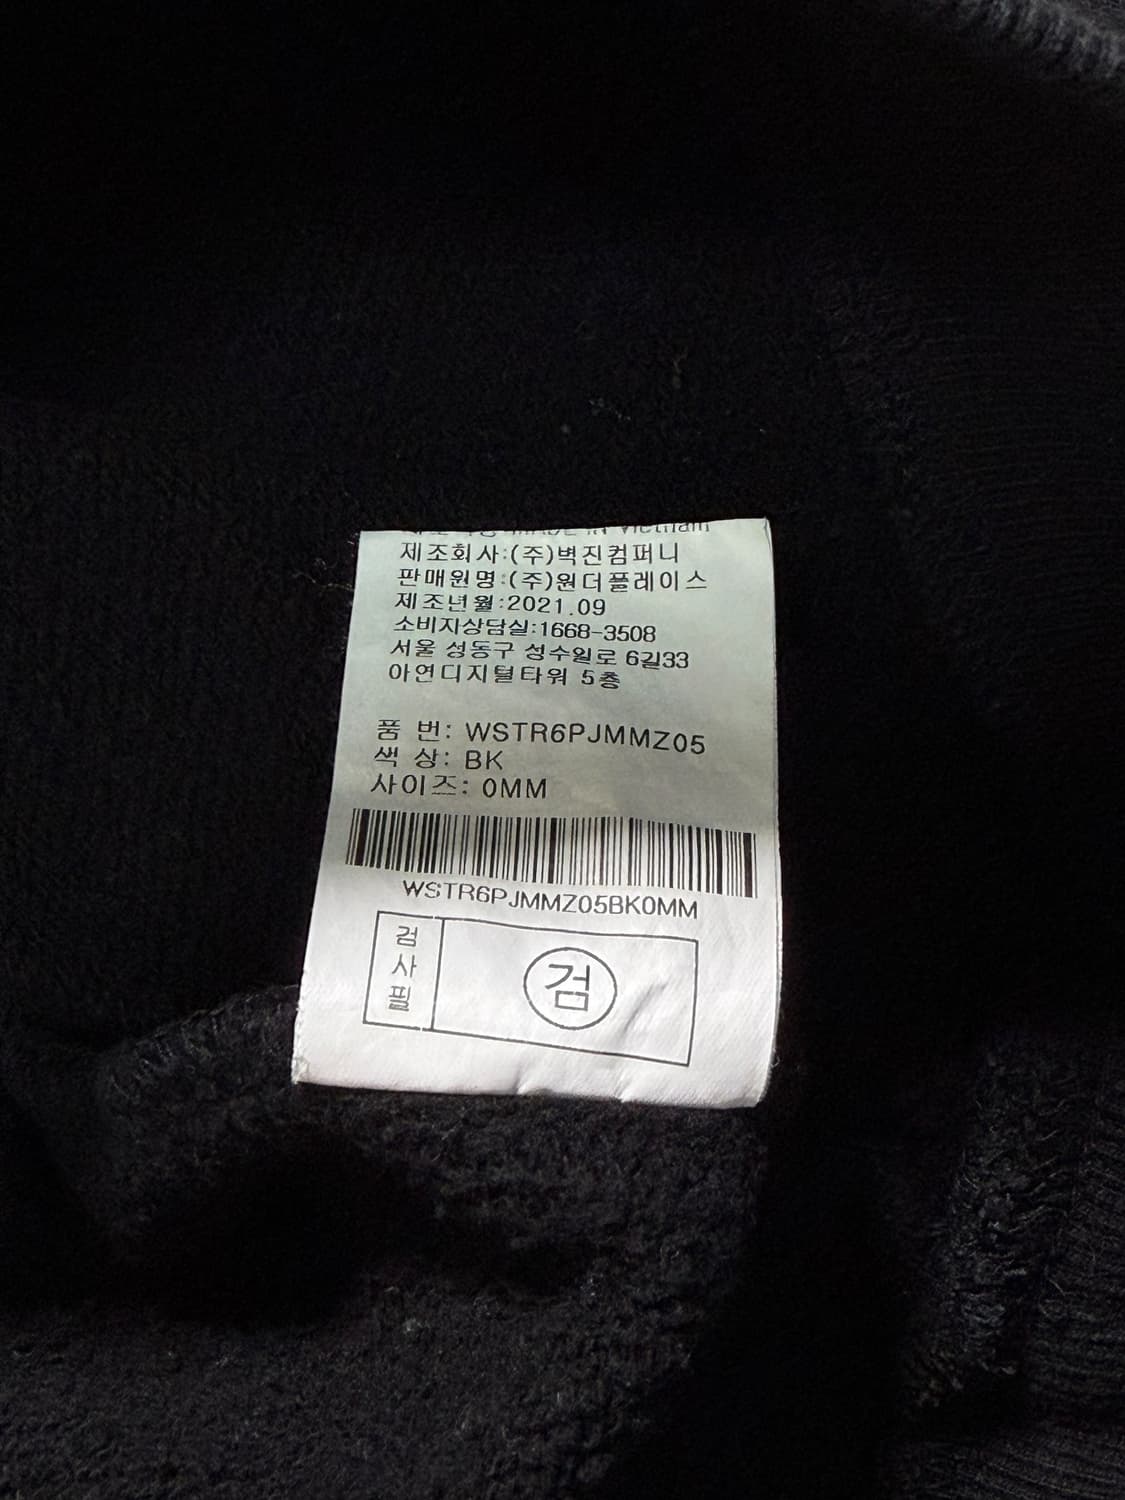 MADE IN Vietnam
제조회사:(주)벽진컴퍼니
판매원명:(주)원더플레이스
제조년월:2021.09
소비자상담실:1668-3508
서울 성동구 성수일로 6길33
아연디지털타워 5층
품 번: WSTR6PJMMZ05
색 상: BK
사이즈: 0MM
WSTR6PJMMZ05BK0MM
검사필
검